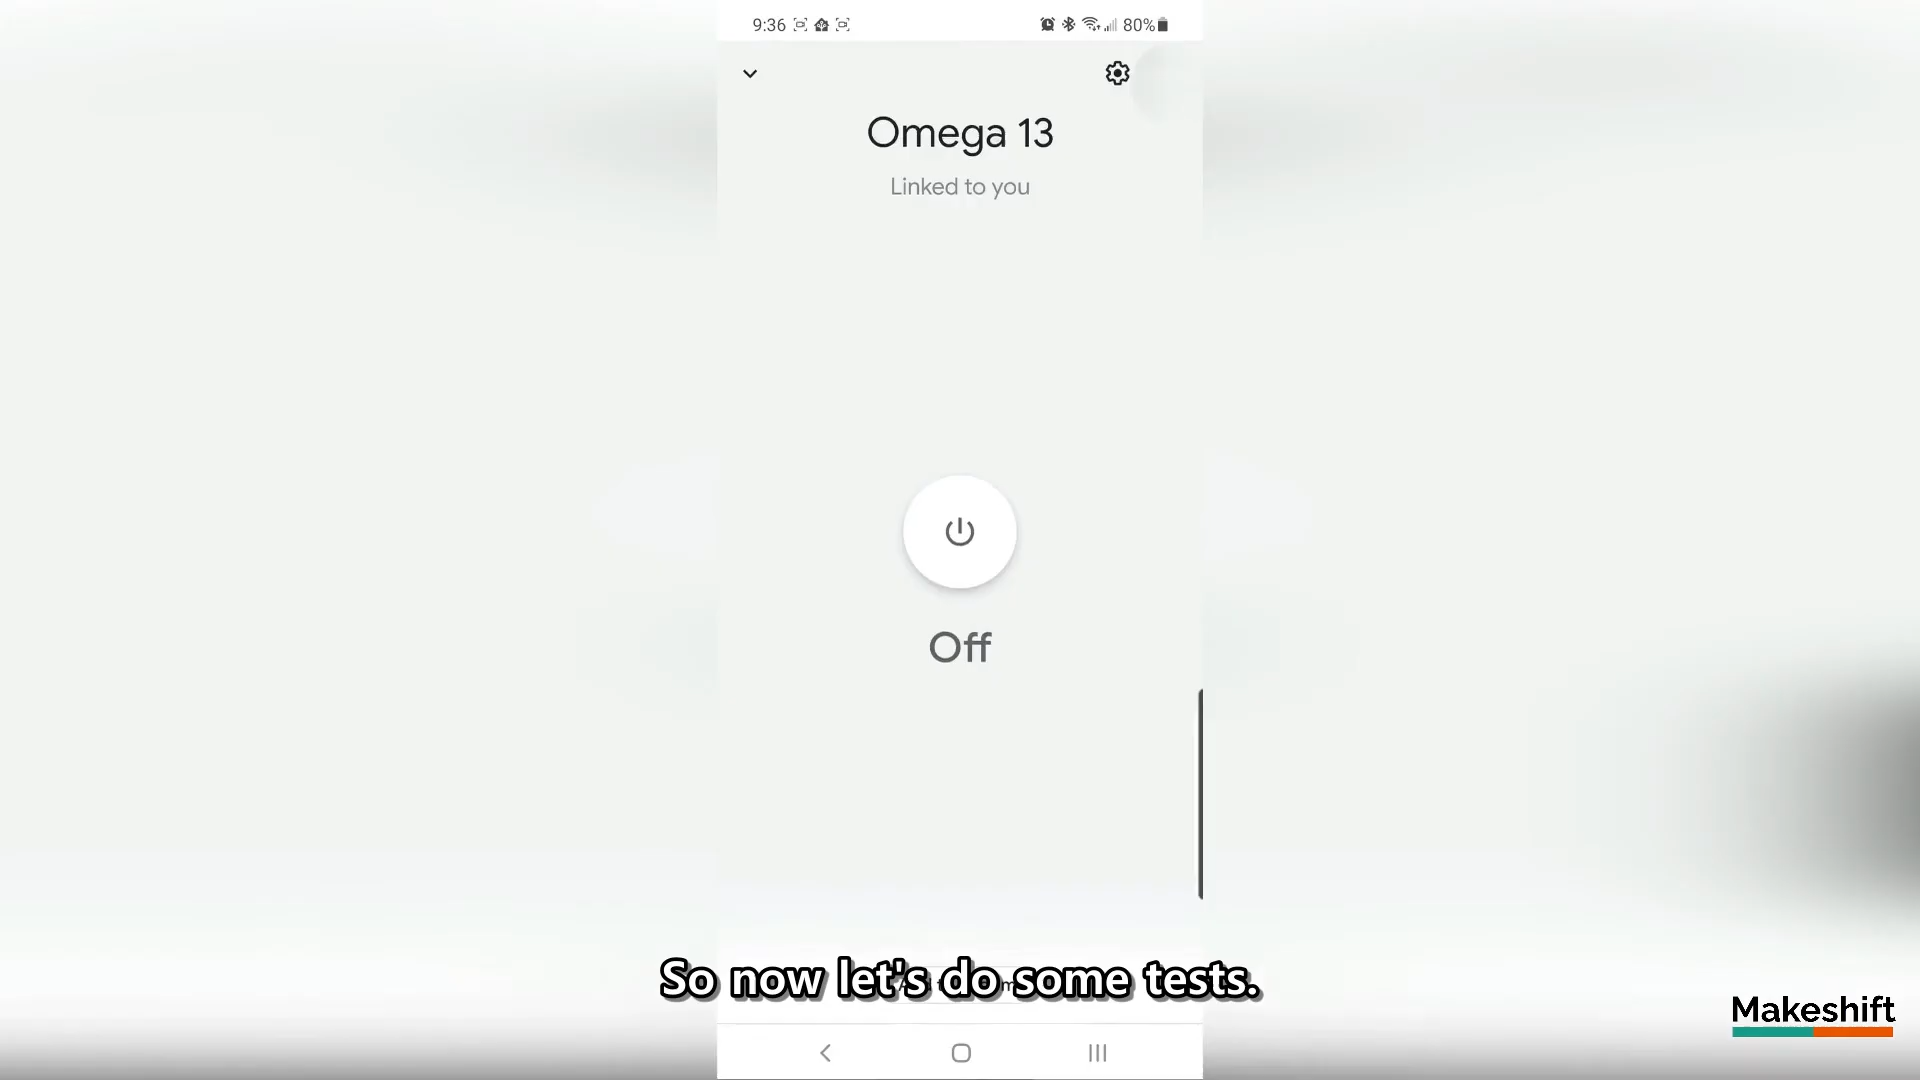 9:36
80%
Omega 13
Linked to you
Off
So now let's do some tests.
Makeshift